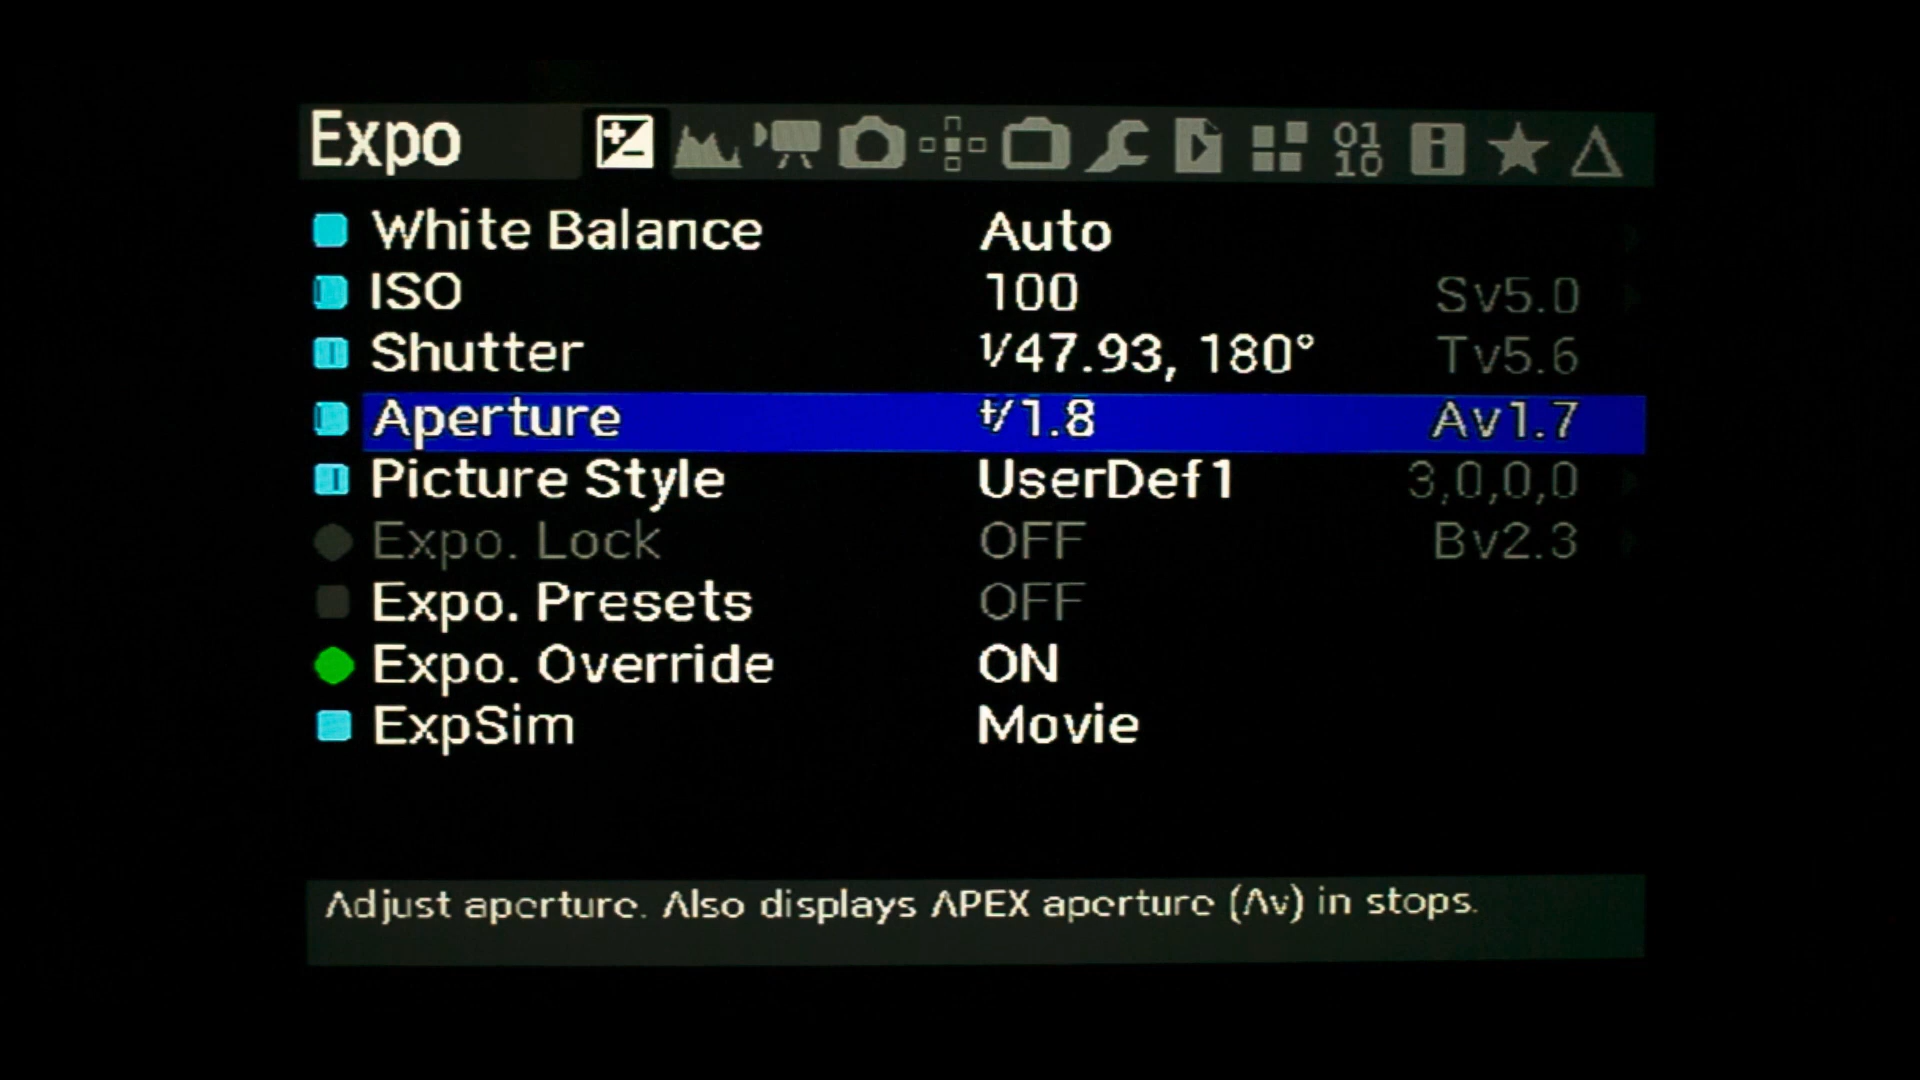 Expo
White Balance Auto
ISO 100 Sv5.0
Shutter 1/47.93, 180° Tv5.6
Aperture f/1.8 Av1.7
Picture Style UserDef1 3,0,0,0
Expo. Lock OFF Bv2.3
Expo. Presets OFF
Expo. Override ON
ExpSim Movie
Adjust aperture. Also displays APEX aperture (Av) in stops.